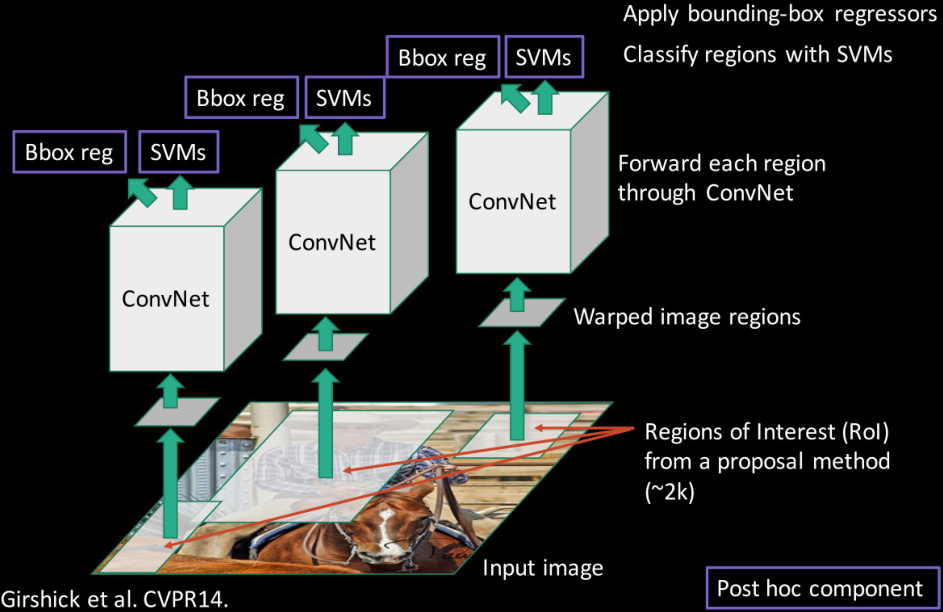 Apply bounding-box regressors
Bbox reg
SVMs
Classify regions with SVMs
Bbox reg
SVMs
Bbox reg
SVMs
Forward each region
through ConvNet
ConvNet
ConvNet
ConvNet
Warped image regions
Regions of Interest (RoI)
from a proposal method
(~2k)
Input image
Post hoc component
Girshick et al. CVPR14.